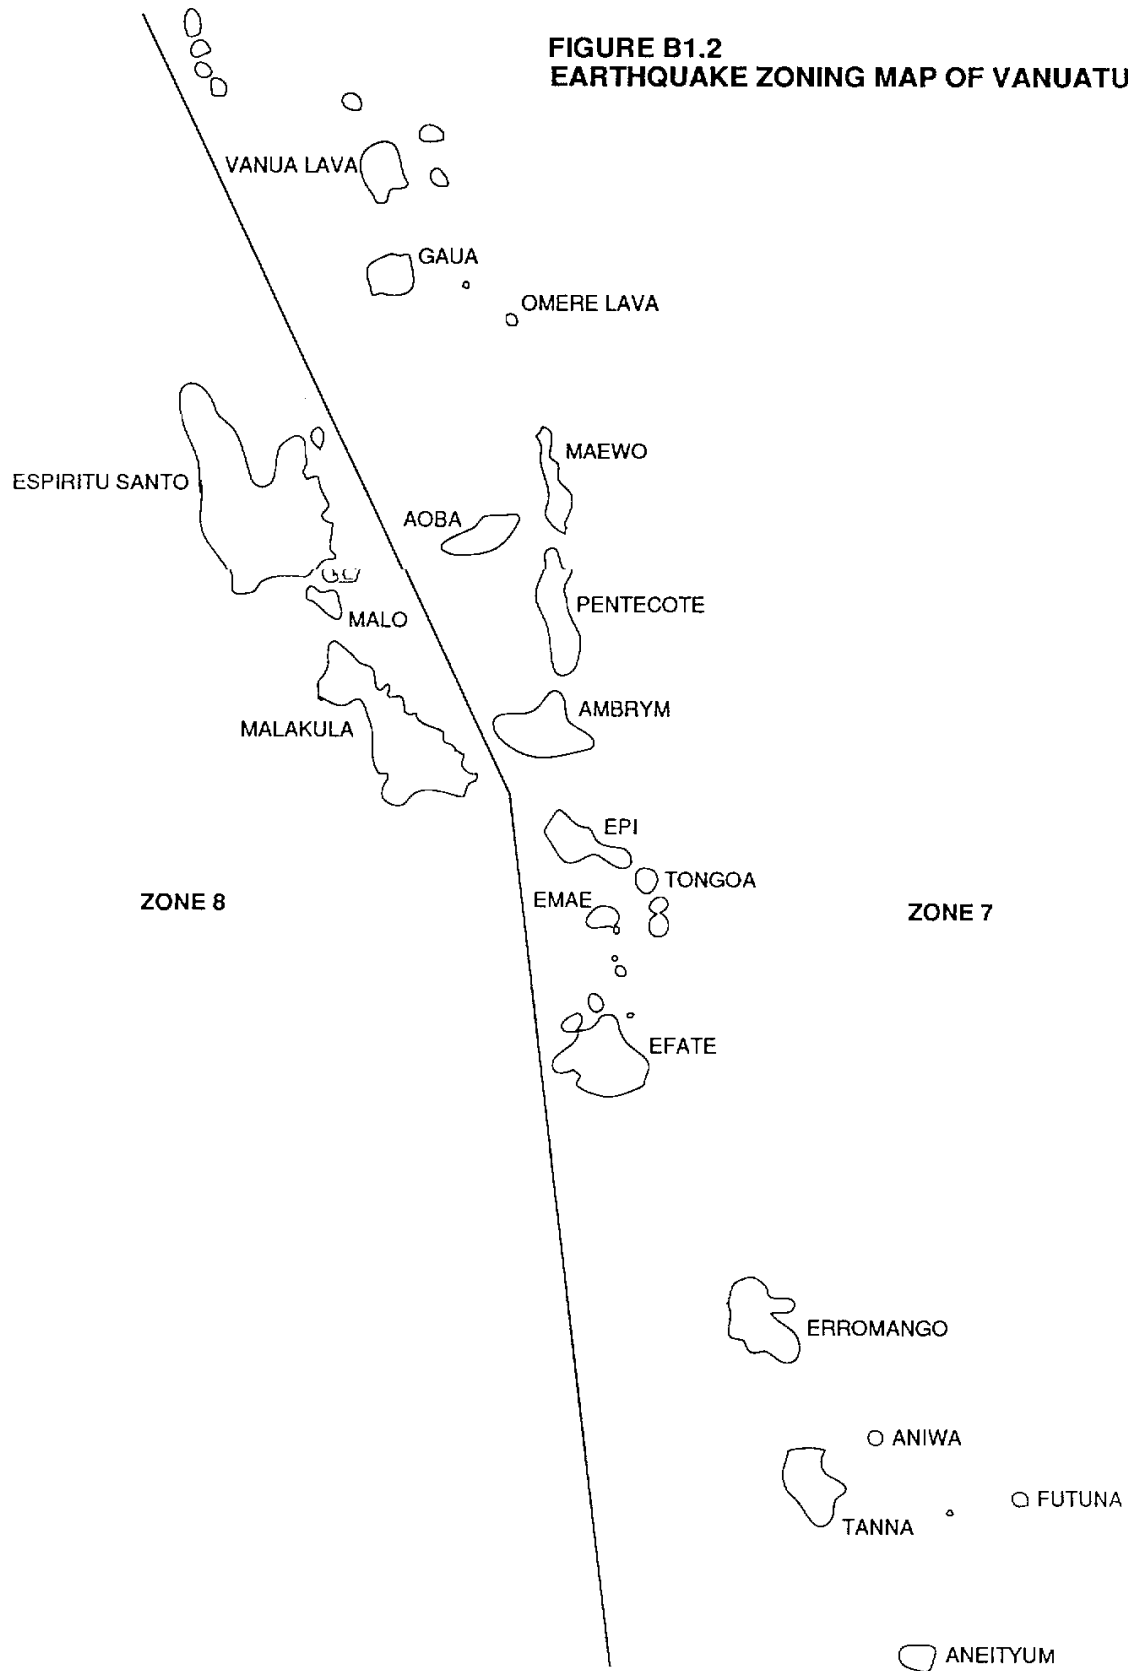 FIGURE B1.2
EARTHQUAKE ZONING MAP OF VANUATU
VANUA LAVA
GAUA
OMERE LAVA
MAEWO
ESPIRITU SANTO
AOBA
PENTECOTE
MALO
AMBRYM
MALAKULA
EPI
TONGOA
EMAE
ZONE 8
ZONE 7
EFATE
ERROMANGO
ANIWA
FUTUNA
TANNA
ANEITYUM